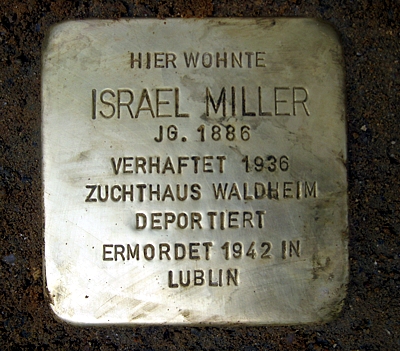 HIER WOHNTE
ISRAEL MILLER
JG. 1886
VERHAFTET 1936
ZUCHTHAUS WALDHEIM
DEPORTIERT
ERMORDET 1942 IN
LUBLIN